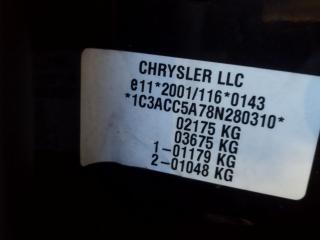 CHRYSLER LLC
e11*2001/116*0143
*1C3ACC5A78N280310*
02175 KG
03675 KG
1-01179 KG
2-01048 KG